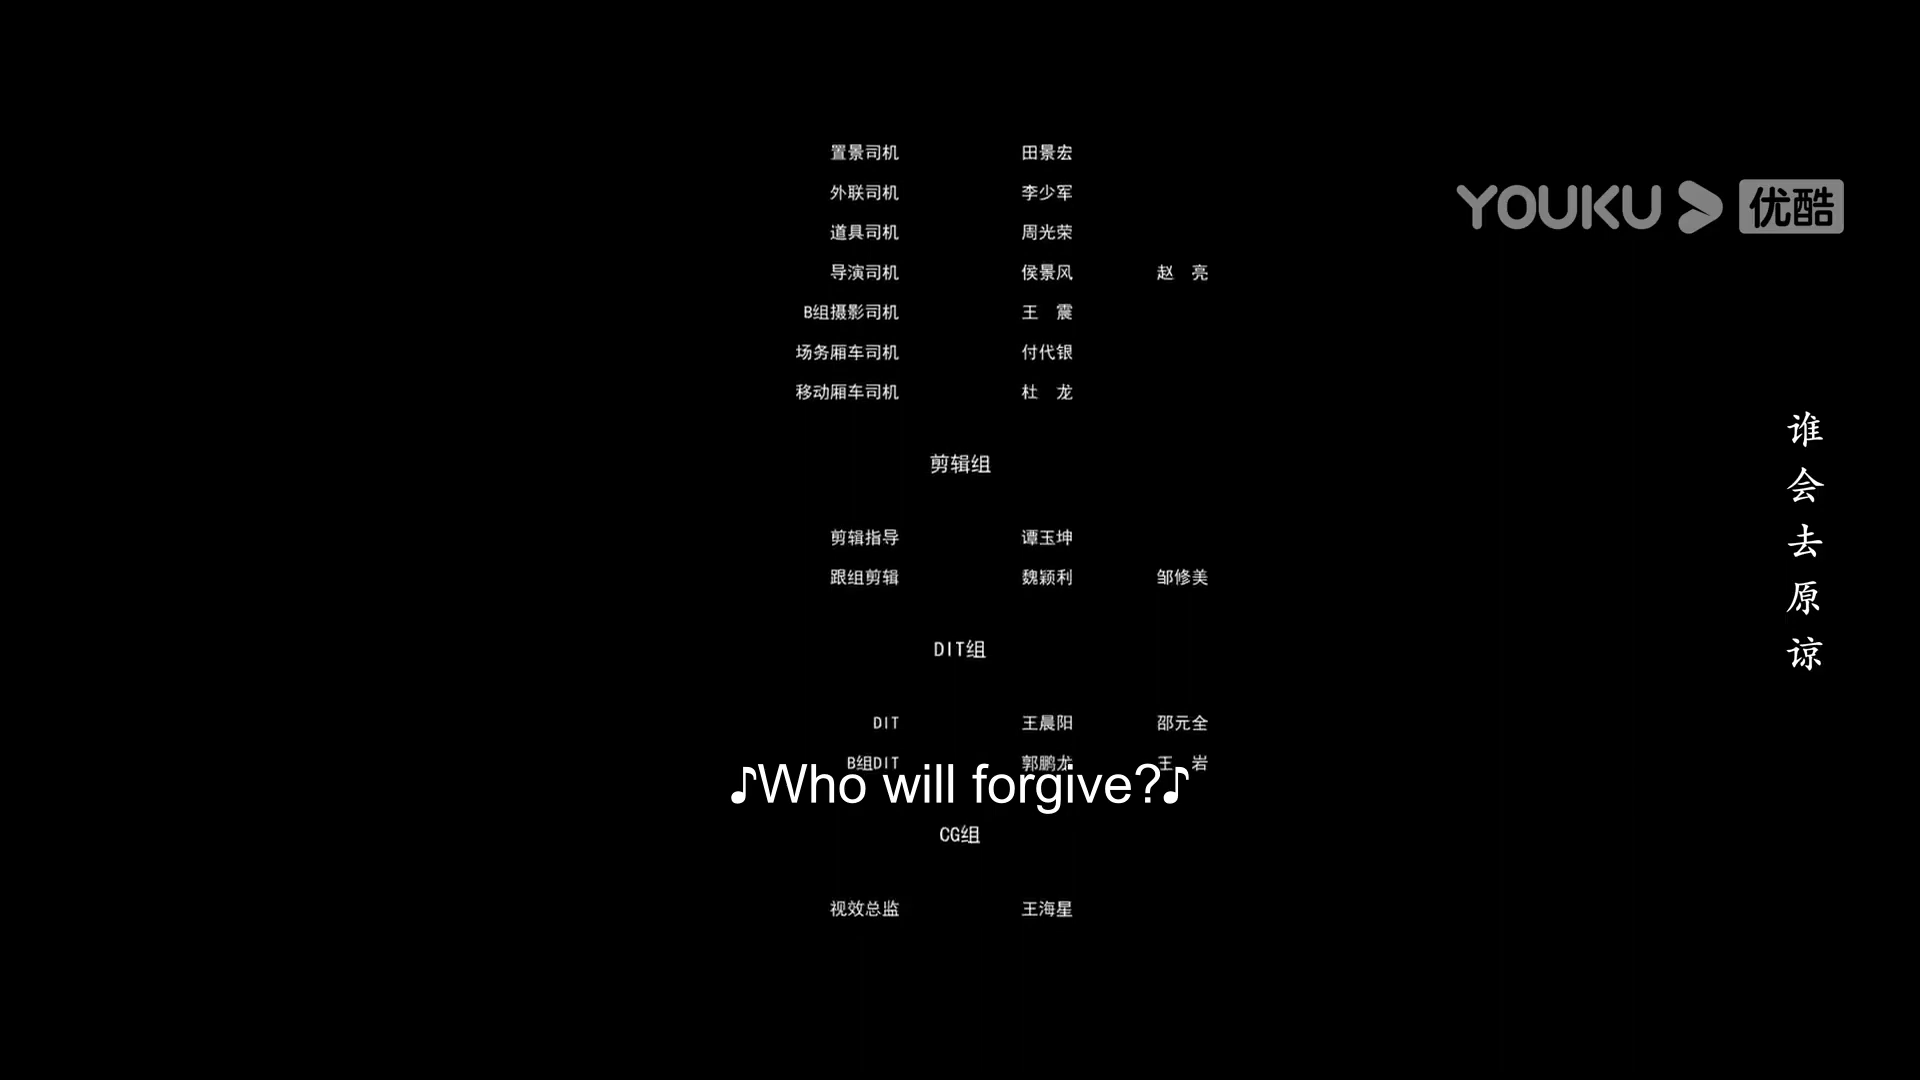 置景司机 田景宏
外联司机 李少军
YOUKU 优酷
道具司机 周光荣
导演司机 侯景风 赵 亮
B组摄影司机 王 震
场务厢车司机 付代银
移动厢车司机 杜 龙
谁会去原谅
剪辑组
剪辑指导 谭玉坤
跟组剪辑 魏颖利 邹修美
DIT组
DIT 王晨阳 邵元全
B组DIT 郭鹏龙 王 岩
♪Who will forgive?♪
CG组
视效总监 王海星